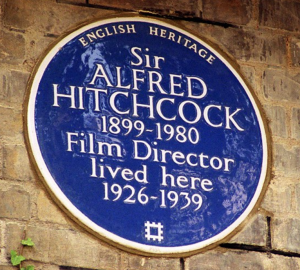 ENGLISH HERITAGE
Sir
ALFRED
HITCHCOCK
1899-1980
Film Director
lived here
1926-1939